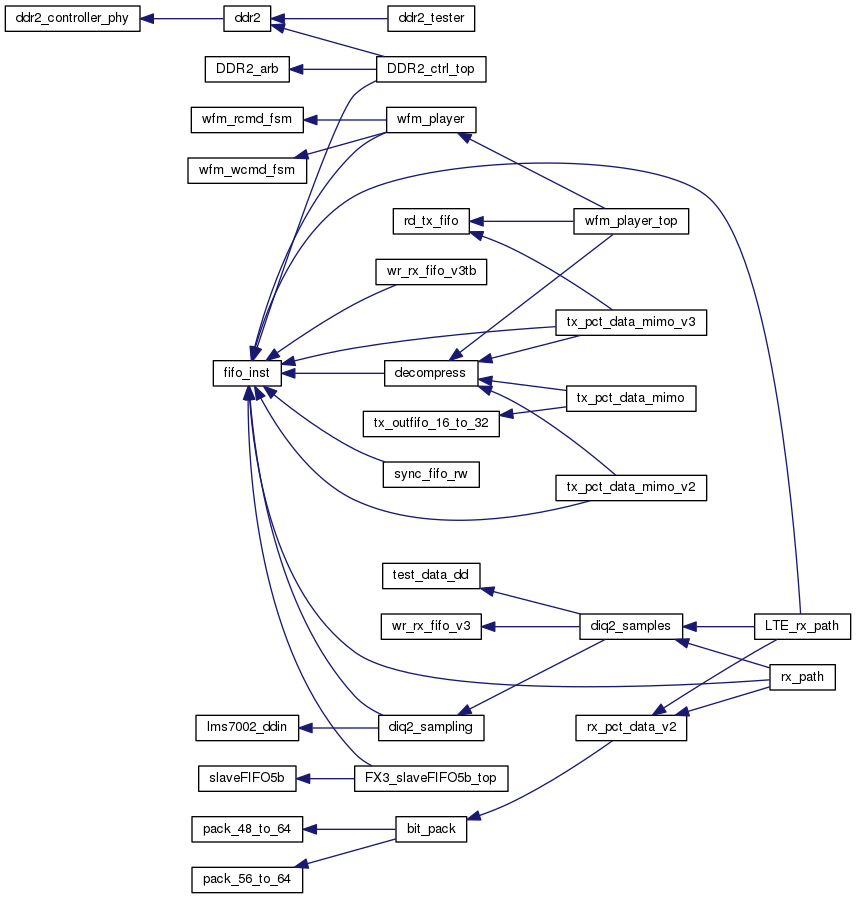 ddr2_controller_phy
ddr2
ddr2_tester
DDR2_arb
DDR2_ctrl_top
wfm_rcmd_fsm
wfm_player
wfm_wcmd_fsm
rd_tx_fifo
wfm_player_top
wr_rx_fifo_v3tb
tx_pct_data_mimo_v3
fifo_inst
decompress
tx_pct_data_mimo
tx_outfifo_16_to_32
sync_fifo_rw
tx_pct_data_mimo_v2
test_data_dd
wr_rx_fifo_v3
diq2_samples
LTE_rx_path
rx_path
lms7002_ddin
diq2_sampling
rx_pct_data_v2
slaveFIFO5b
FX3_slaveFIFO5b_top
pack_48_to_64
bit_pack
pack_56_to_64